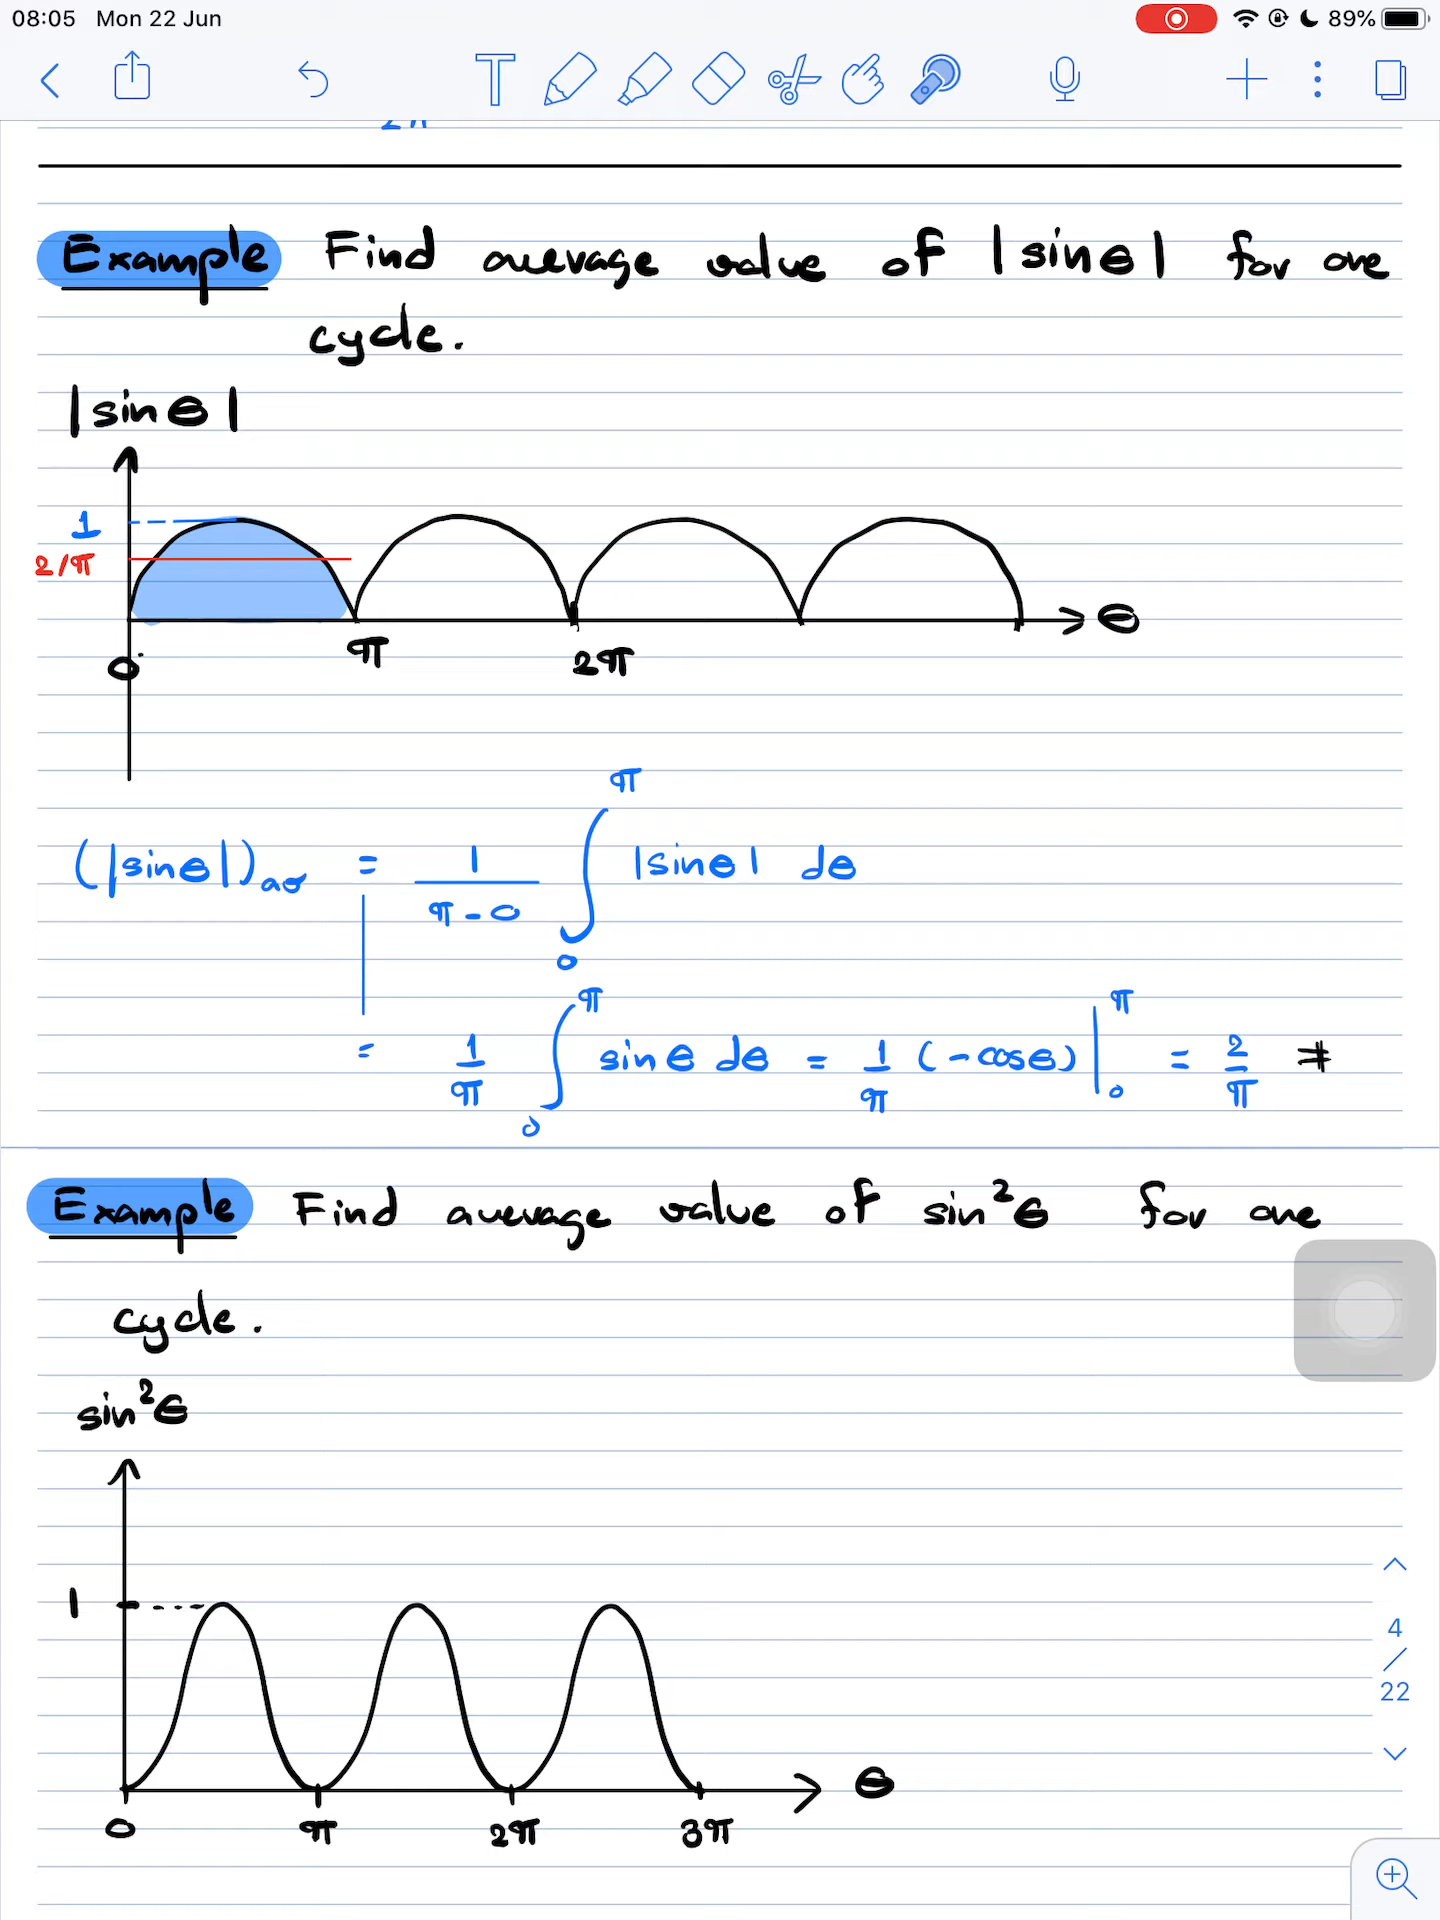 08:05 Mon 22 Jun 89%
2π
Example Find average value of |sinθ| for one
cycle.
|sinθ|
1
2/π
θ
0 π 2π
(|sinθ|)av = 1/(π-0) ∫₀^π |sinθ| dθ
= 1/π ∫₀^π sinθ dθ = 1/π (-cosθ)|₀^π = 2/π #
Example Find average value of sin²θ for one
cycle.
sin²θ
1
4
/
22
θ
0 π 2π 3π